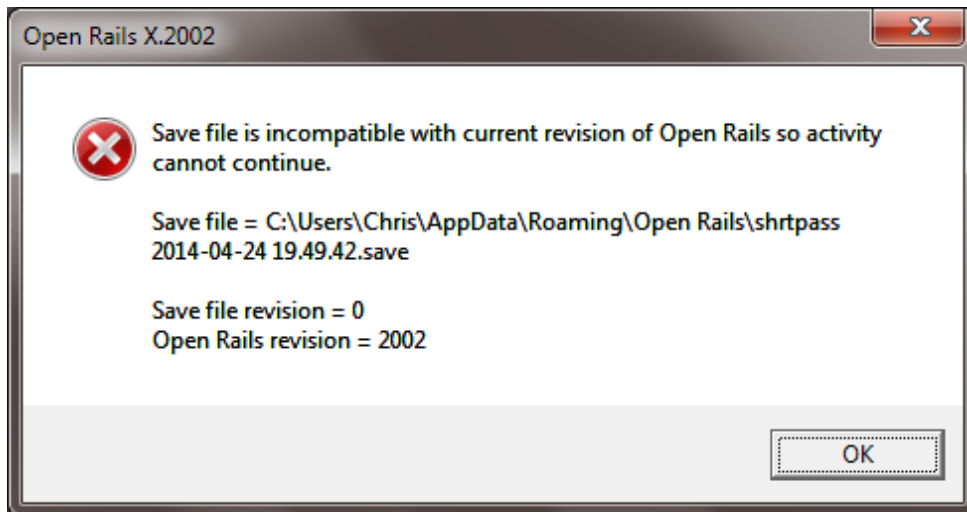 Open Rails X.2002
Save file is incompatible with current revision of Open Rails so activity
cannot continue.
Save file = C:\Users\Chris\AppData\Roaming\Open Rails\shrtpass
2014-04-24 19.49.42.save
Save file revision = 0
Open Rails revision = 2002
OK